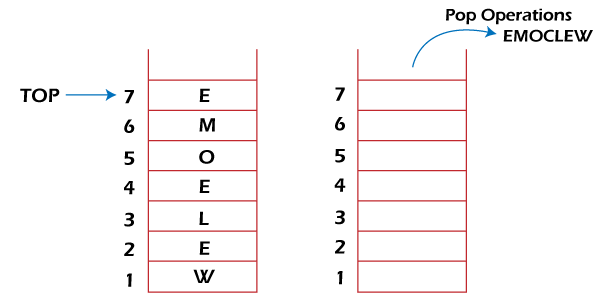 Pop Operations
EMOCLEW
TOP 7 E 7
6 M 6
5 O 5
4 E 4
3 L 3
2 E 2
1 W 1